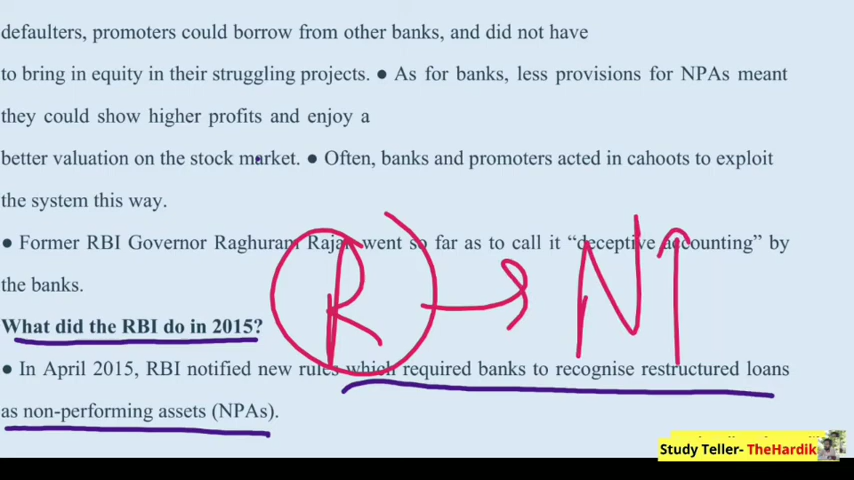 defaulters, promoters could borrow from other banks, and did not have
to bring in equity in their struggling projects. ● As for banks, less provisions for NPAs meant
they could show higher profits and enjoy a
better valuation on the stock market. ● Often, banks and promoters acted in cahoots to exploit
the system this way.
● Former RBI Governor Raghuram Rajan went so far as to call it “deceptive accounting” by
the banks.
R → N↑
What did the RBI do in 2015?
● In April 2015, RBI notified new rules which required banks to recognise restructured loans
as non-performing assets (NPAs).
Study Teller- TheHardik